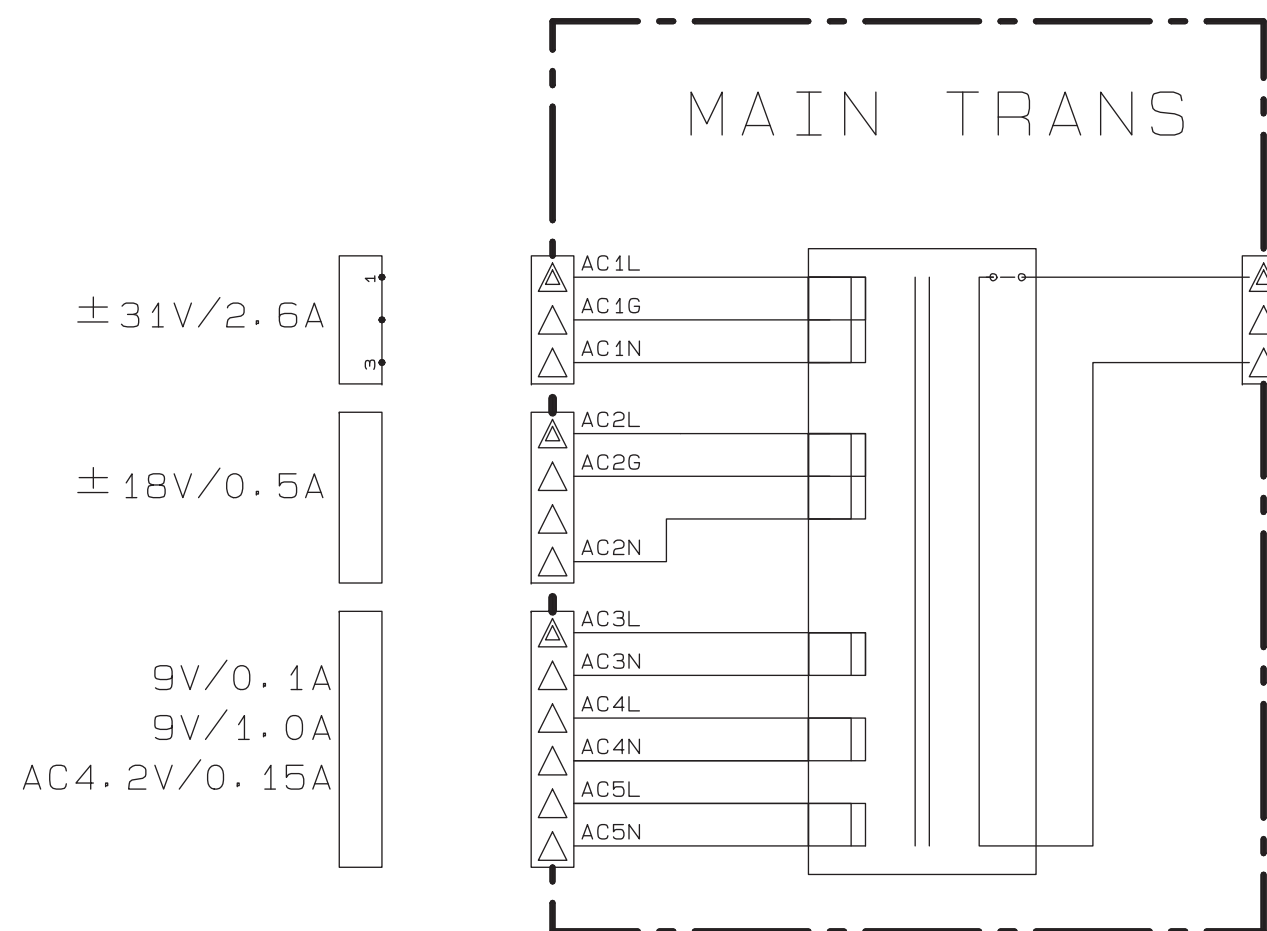 MAIN TRANS
±31V/2.6A
1
3
AC1L
AC1G
AC1N
±18V/0.5A
AC2L
AC2G
AC2N
9V/0.1A
9V/1.0A
AC4.2V/0.15A
AC3L
AC3N
AC4L
AC4N
AC5L
AC5N